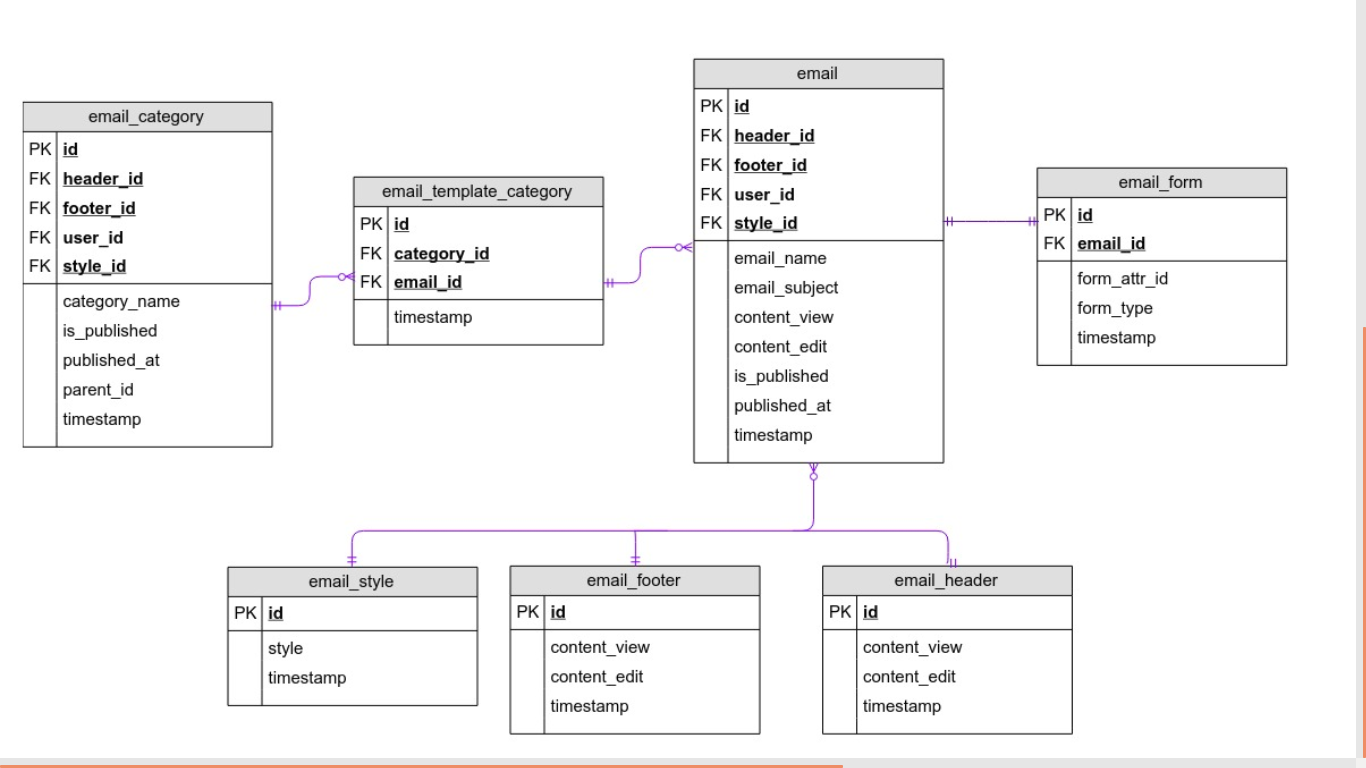 email_category
PK id
FK header_id
FK footer_id
FK user_id
FK style_id
category_name
is_published
published_at
parent_id
timestamp
email_template_category
PK id
FK category_id
FK email_id
timestamp
email
PK id
FK header_id
FK footer_id
FK user_id
FK style_id
email_name
email_subject
content_view
content_edit
is_published
published_at
timestamp
email_form
PK id
FK email_id
form_attr_id
form_type
timestamp
email_style
PK id
style
timestamp
email_footer
PK id
content_view
content_edit
timestamp
email_header
PK id
content_view
content_edit
timestamp